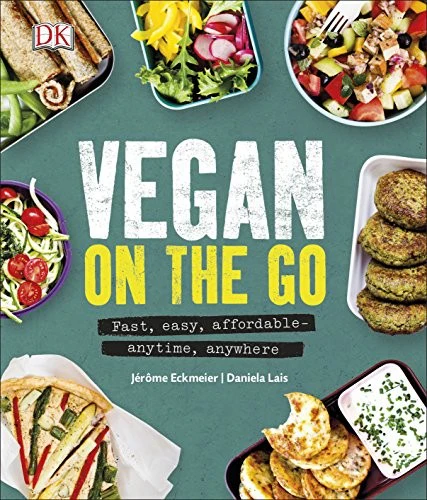 DK
VEGAN
ON THE GO
Fast, easy, affordable–
anytime, anywhere
Jérôme Eckmeier | Daniela Lais